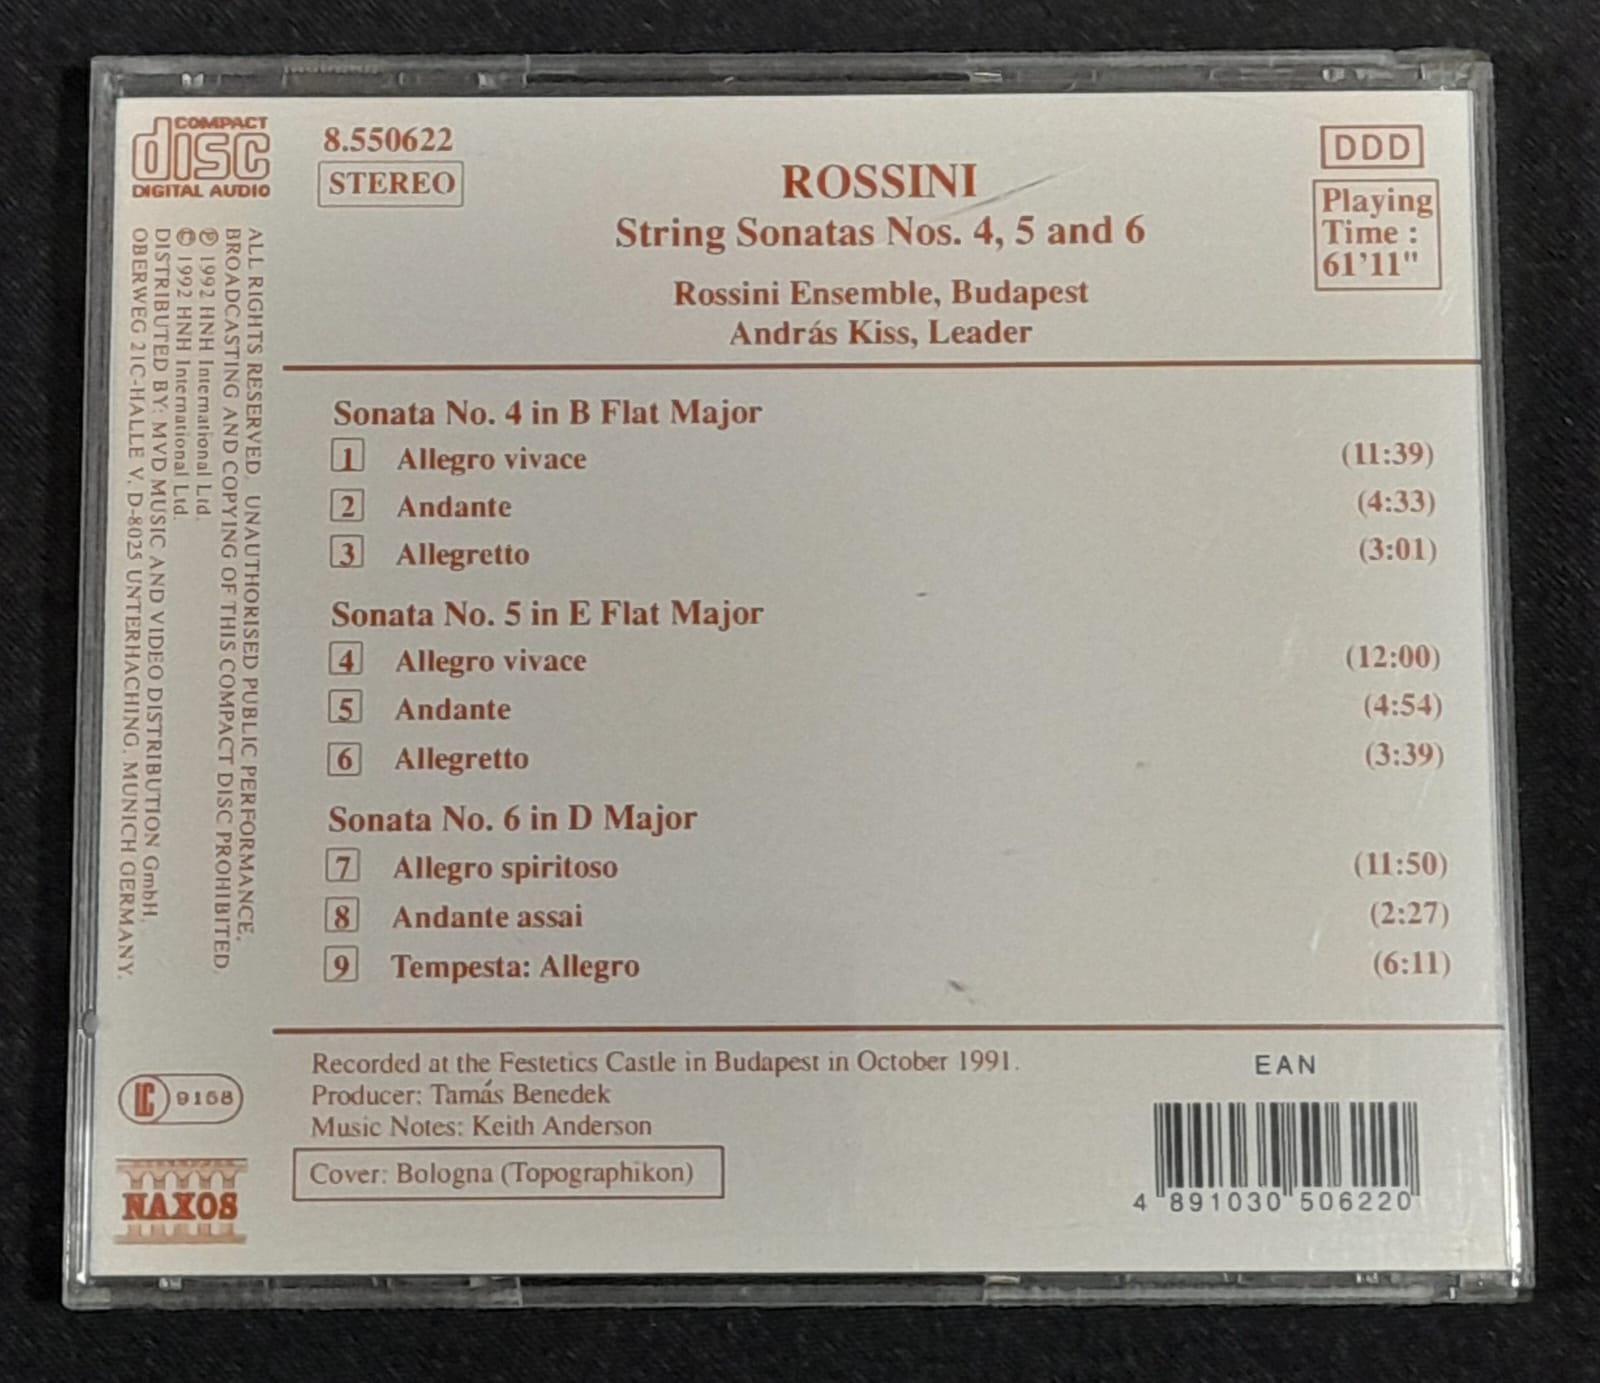 COMPACT
disc
DIGITAL AUDIO
8.550622
STEREO
ROSSINI
String Sonatas Nos. 4, 5 and 6
Rossini Ensemble, Budapest
András Kiss, Leader
DDD
Playing
Time :
61'11"
ALL RIGHTS RESERVED. UNAUTHORISED PUBLIC PERFORMANCE,
BROADCASTING AND COPYING OF THIS COMPACT DISC PROHIBITED.
℗ 1992 HNH International Ltd.
© 1992 HNH International Ltd.
DISTRIBUTED BY: MVD MUSIC AND VIDEO DISTRIBUTION GmbH,
OBERWEG 21C-HALLE V. D-8025 UNTERHACHING, MUNICH GERMANY.
Sonata No. 4 in B Flat Major
1 Allegro vivace (11:39)
2 Andante (4:33)
3 Allegretto (3:01)
Sonata No. 5 in E Flat Major
4 Allegro vivace (12:00)
5 Andante (4:54)
6 Allegretto (3:39)
Sonata No. 6 in D Major
7 Allegro spiritoso (11:50)
8 Andante assai (2:27)
9 Tempesta: Allegro (6:11)
Recorded at the Festetics Castle in Budapest in October 1991.
Producer: Tamás Benedek
Music Notes: Keith Anderson
Cover: Bologna (Topographikon)
LC 9168
NAXOS
EAN
4 891030 506220